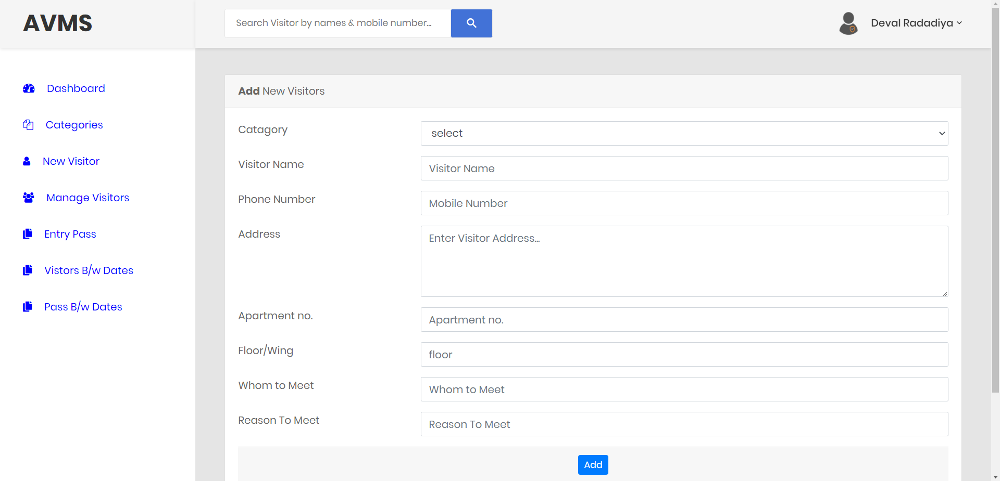 AVMS
Search Visitor by names & mobile number...
Deval Radadiya
Dashboard
Categories
New Visitor
Manage Visitors
Entry Pass
Vistors B/w Dates
Pass B/w Dates
Add New Visitors
Catagory
select
Visitor Name
Visitor Name
Phone Number
Mobile Number
Address
Enter Visitor Address...
Apartment no.
Apartment no.
Floor/Wing
floor
Whom to Meet
Whom to Meet
Reason To Meet
Reason To Meet
Add